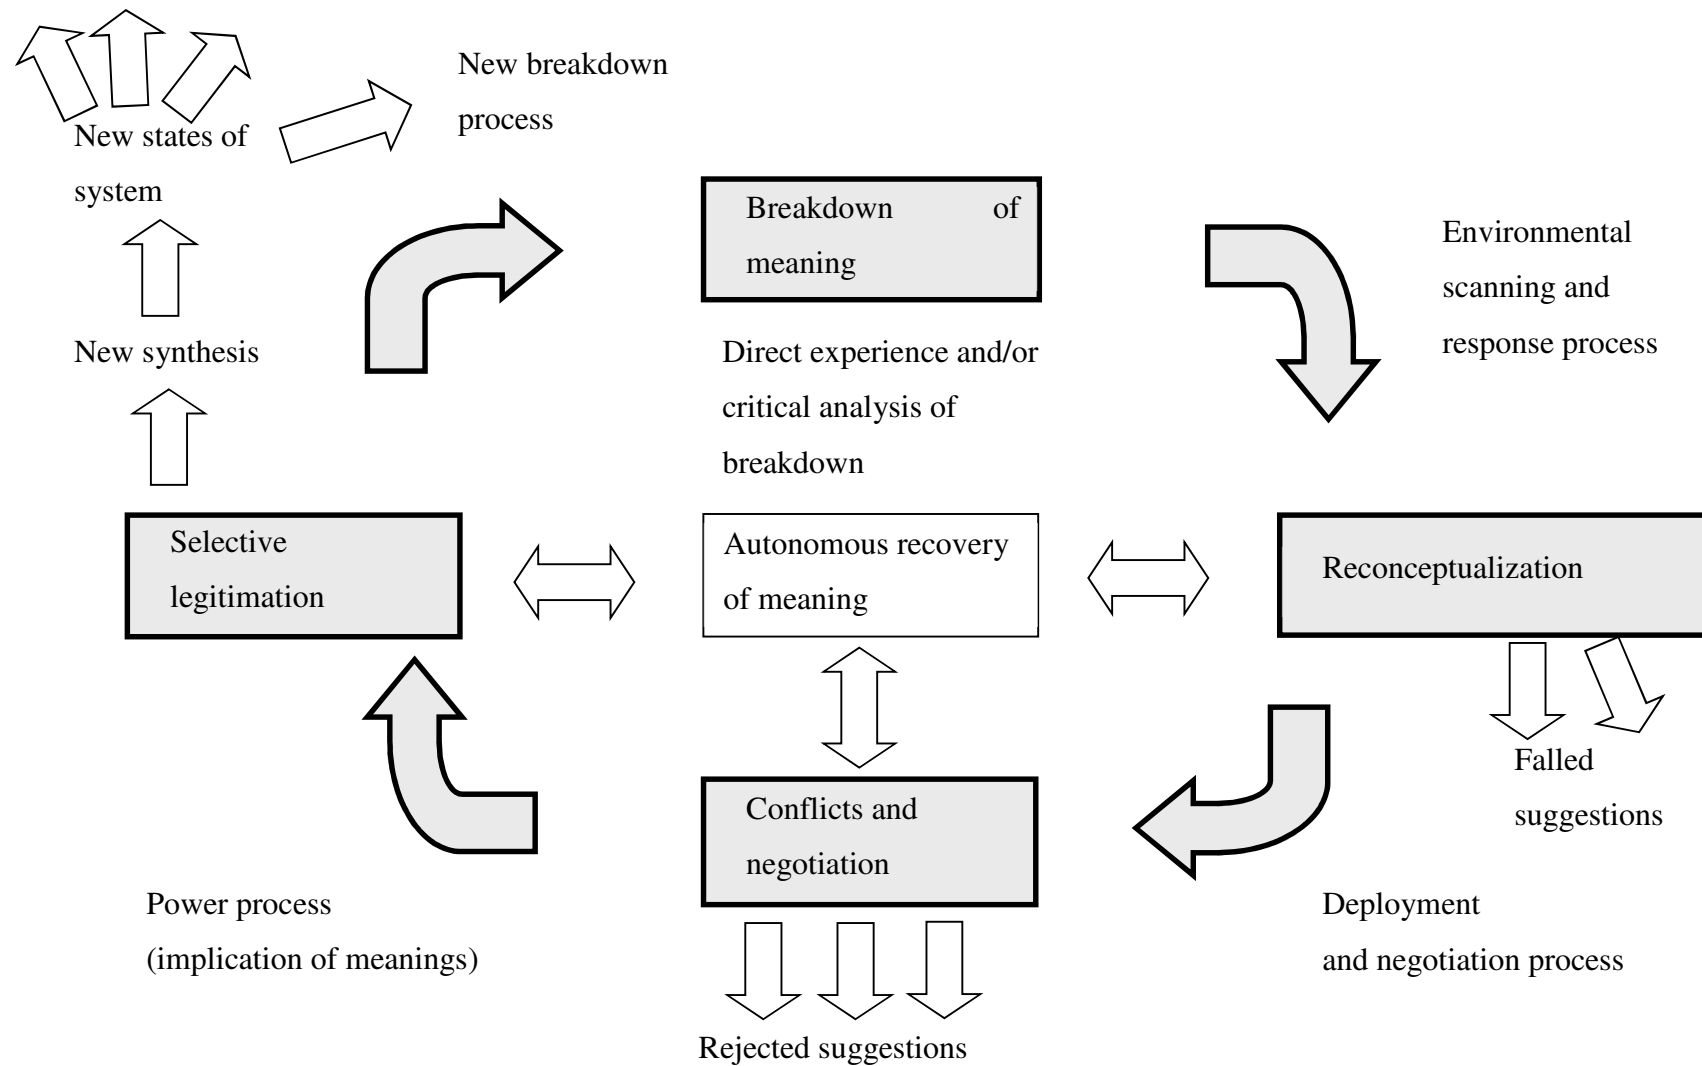 New breakdown
process
New states of
system
Breakdown of
meaning
Environmental
scanning and
response process
New synthesis
Direct experience and/or
critical analysis of
breakdown
Selective
legitimation
Autonomous recovery
of meaning
Reconceptualization
Falled
suggestions
Conflicts and
negotiation
Power process
(implication of meanings)
Deployment
and negotiation process
Rejected suggestions